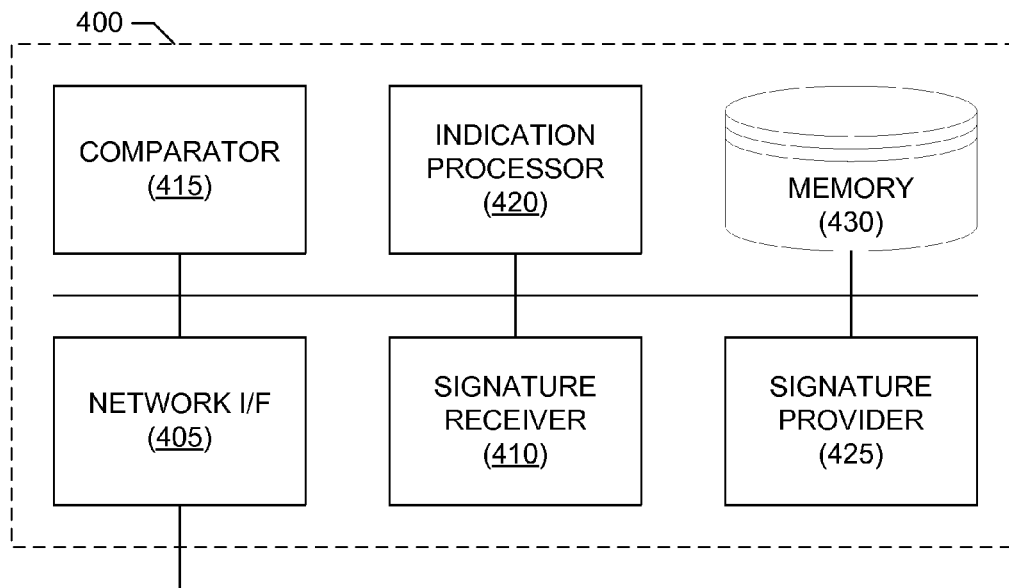 400
COMPARATOR
(415)
INDICATION
PROCESSOR
(420)
MEMORY
(430)
NETWORK I/F
(405)
SIGNATURE
RECEIVER
(410)
SIGNATURE
PROVIDER
(425)